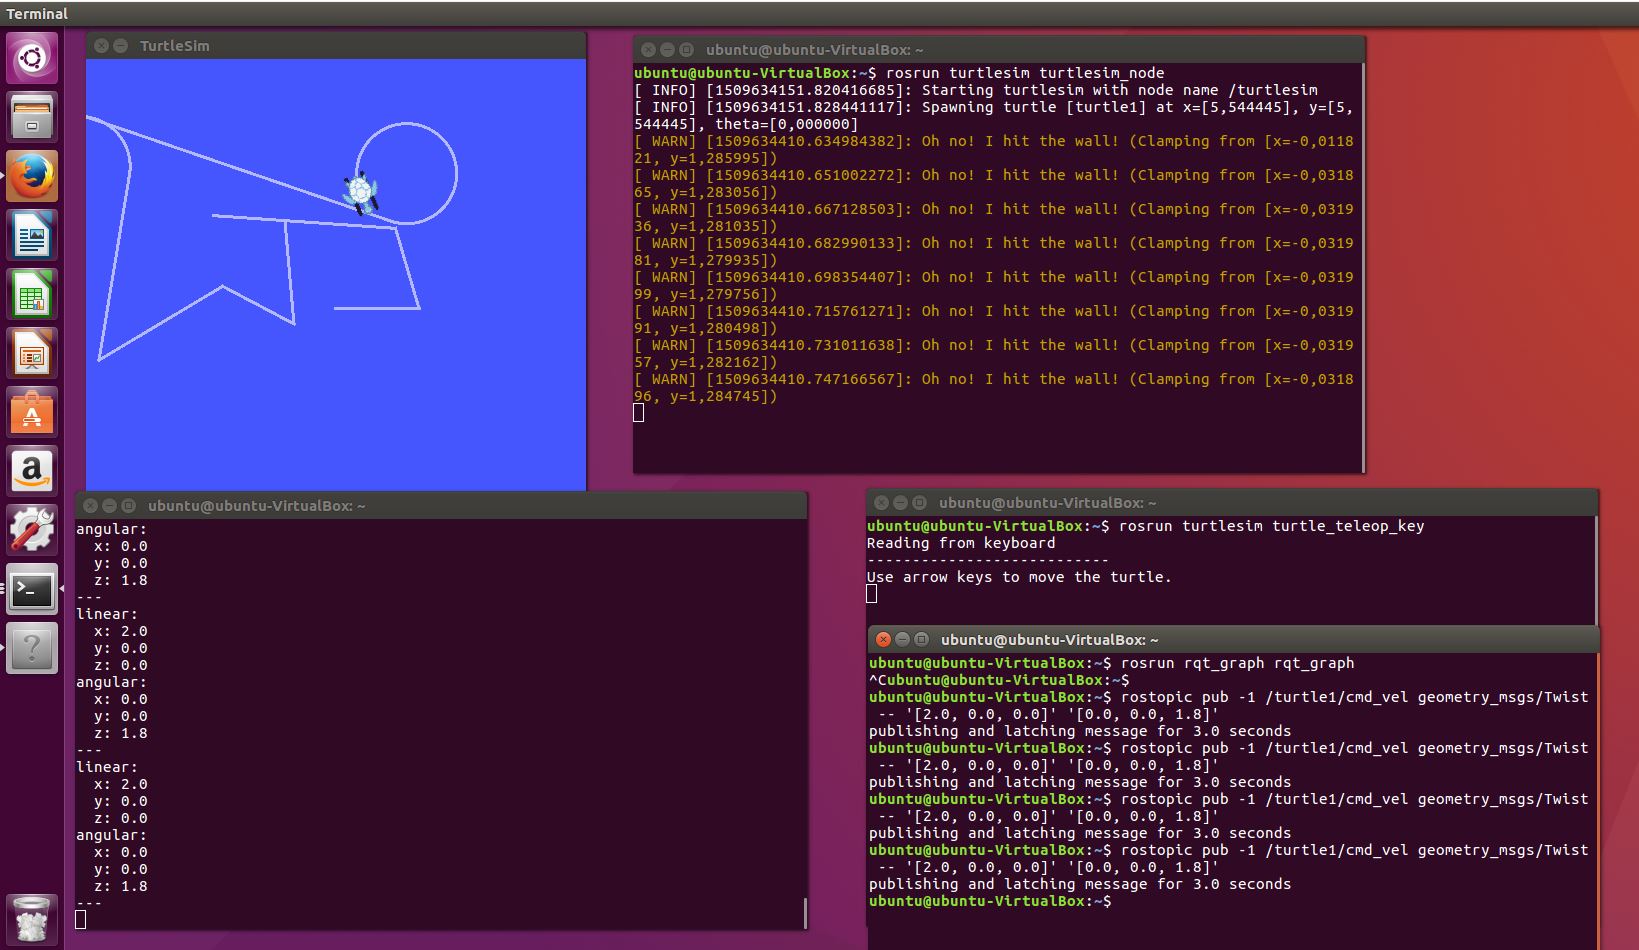 Terminal
TurtleSim
ubuntu@ubuntu-VirtualBox: ~
ubuntu@ubuntu-VirtualBox:~$ rosrun turtlesim turtlesim_node
[ INFO] [1509634151.820416685]: Starting turtlesim with node name /turtlesim
[ INFO] [1509634151.828441117]: Spawning turtle [turtle1] at x=[5,544445], y=[5,
544445], theta=[0,000000]
[ WARN] [1509634410.634984382]: Oh no! I hit the wall! (Clamping from [x=-0,0118
21, y=1,285995])
[ WARN] [1509634410.651002272]: Oh no! I hit the wall! (Clamping from [x=-0,0318
65, y=1,283056])
[ WARN] [1509634410.667128503]: Oh no! I hit the wall! (Clamping from [x=-0,0319
36, y=1,281035])
[ WARN] [1509634410.682990133]: Oh no! I hit the wall! (Clamping from [x=-0,0319
81, y=1,279935])
[ WARN] [1509634410.698354407]: Oh no! I hit the wall! (Clamping from [x=-0,0319
99, y=1,279756])
[ WARN] [1509634410.715761271]: Oh no! I hit the wall! (Clamping from [x=-0,0319
91, y=1,280498])
[ WARN] [1509634410.731011638]: Oh no! I hit the wall! (Clamping from [x=-0,0319
57, y=1,282162])
[ WARN] [1509634410.747166567]: Oh no! I hit the wall! (Clamping from [x=-0,0318
96, y=1,284745])
ubuntu@ubuntu-VirtualBox: ~
angular:
  x: 0.0
  y: 0.0
  z: 1.8
---
linear:
  x: 2.0
  y: 0.0
  z: 0.0
angular:
  x: 0.0
  y: 0.0
  z: 1.8
---
linear:
  x: 2.0
  y: 0.0
  z: 0.0
angular:
  x: 0.0
  y: 0.0
  z: 1.8
---
ubuntu@ubuntu-VirtualBox: ~
ubuntu@ubuntu-VirtualBox:~$ rosrun turtlesim turtle_teleop_key
Reading from keyboard
---------------------------
Use arrow keys to move the turtle.
ubuntu@ubuntu-VirtualBox: ~
ubuntu@ubuntu-VirtualBox:~$ rosrun rqt_graph rqt_graph
^Cubuntu@ubuntu-VirtualBox:~$
ubuntu@ubuntu-VirtualBox:~$ rostopic pub -1 /turtle1/cmd_vel geometry_msgs/Twist
 -- '[2.0, 0.0, 0.0]' '[0.0, 0.0, 1.8]'
publishing and latching message for 3.0 seconds
ubuntu@ubuntu-VirtualBox:~$ rostopic pub -1 /turtle1/cmd_vel geometry_msgs/Twist
 -- '[2.0, 0.0, 0.0]' '[0.0, 0.0, 1.8]'
publishing and latching message for 3.0 seconds
ubuntu@ubuntu-VirtualBox:~$ rostopic pub -1 /turtle1/cmd_vel geometry_msgs/Twist
 -- '[2.0, 0.0, 0.0]' '[0.0, 0.0, 1.8]'
publishing and latching message for 3.0 seconds
ubuntu@ubuntu-VirtualBox:~$ rostopic pub -1 /turtle1/cmd_vel geometry_msgs/Twist
 -- '[2.0, 0.0, 0.0]' '[0.0, 0.0, 1.8]'
publishing and latching message for 3.0 seconds
ubuntu@ubuntu-VirtualBox:~$